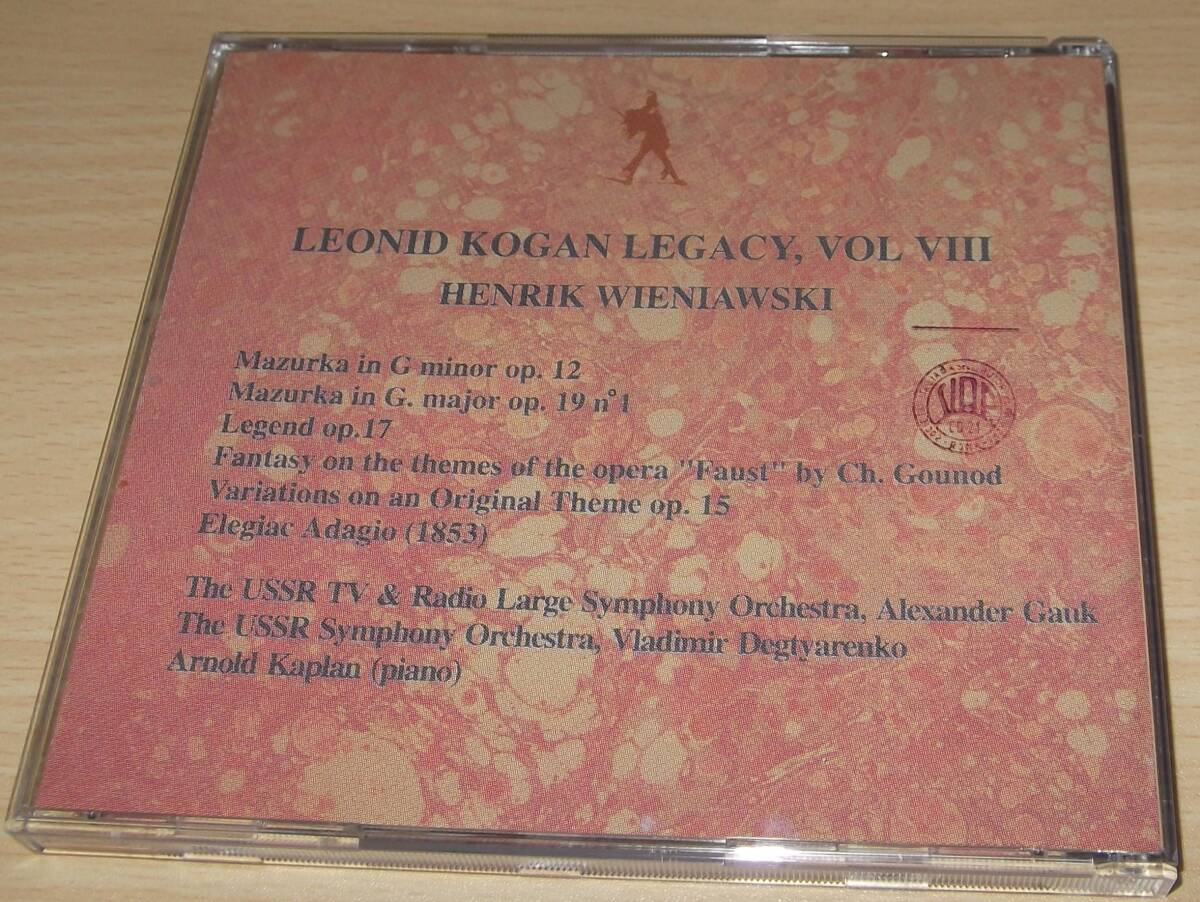 LEONID KOGAN LEGACY, VOL VIII
HENRIK WIENIAWSKI
Mazurka in G minor op. 12
Mazurka in G. major op. 19 n°1
Legend op.17
Fantasy on the themes of the opera "Faust" by Ch. Gounod
Variations on an Original Theme op. 15
Elegiac Adagio (1853)
The USSR TV & Radio Large Symphony Orchestra, Alexander Gauk
The USSR Symphony Orchestra, Vladimir Degtyarenko
Arnold Kaplan (piano)